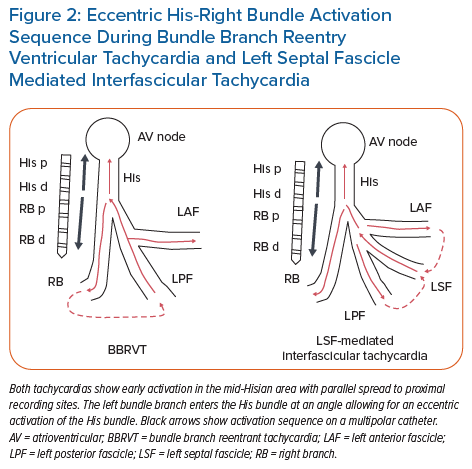 Figure 2: Eccentric His-Right Bundle Activation
Sequence During Bundle Branch Reentry
Ventricular Tachycardia and Left Septal Fascicle
Mediated Interfascicular Tachycardia
AV node
His p
His d
RB p
RB d
His
LAF
RB
LPF
BBRVT
AV node
His p
His d
RB p
RB d
His
LAF
RB
LSF
LPF
LSF-mediated
interfascicular tachycardia
Both tachycardias show early activation in the mid-Hisian area with parallel spread to proximal
recording sites. The left bundle branch enters the His bundle at an angle allowing for an eccentric
activation of the His bundle. Black arrows show activation sequence on a multipolar catheter.
AV = atrioventricular; BBRVT = bundle branch reentrant tachycardia; LAF = left anterior fascicle;
LPF = left posterior fascicle; LSF = left septal fascicle; RB = right branch.